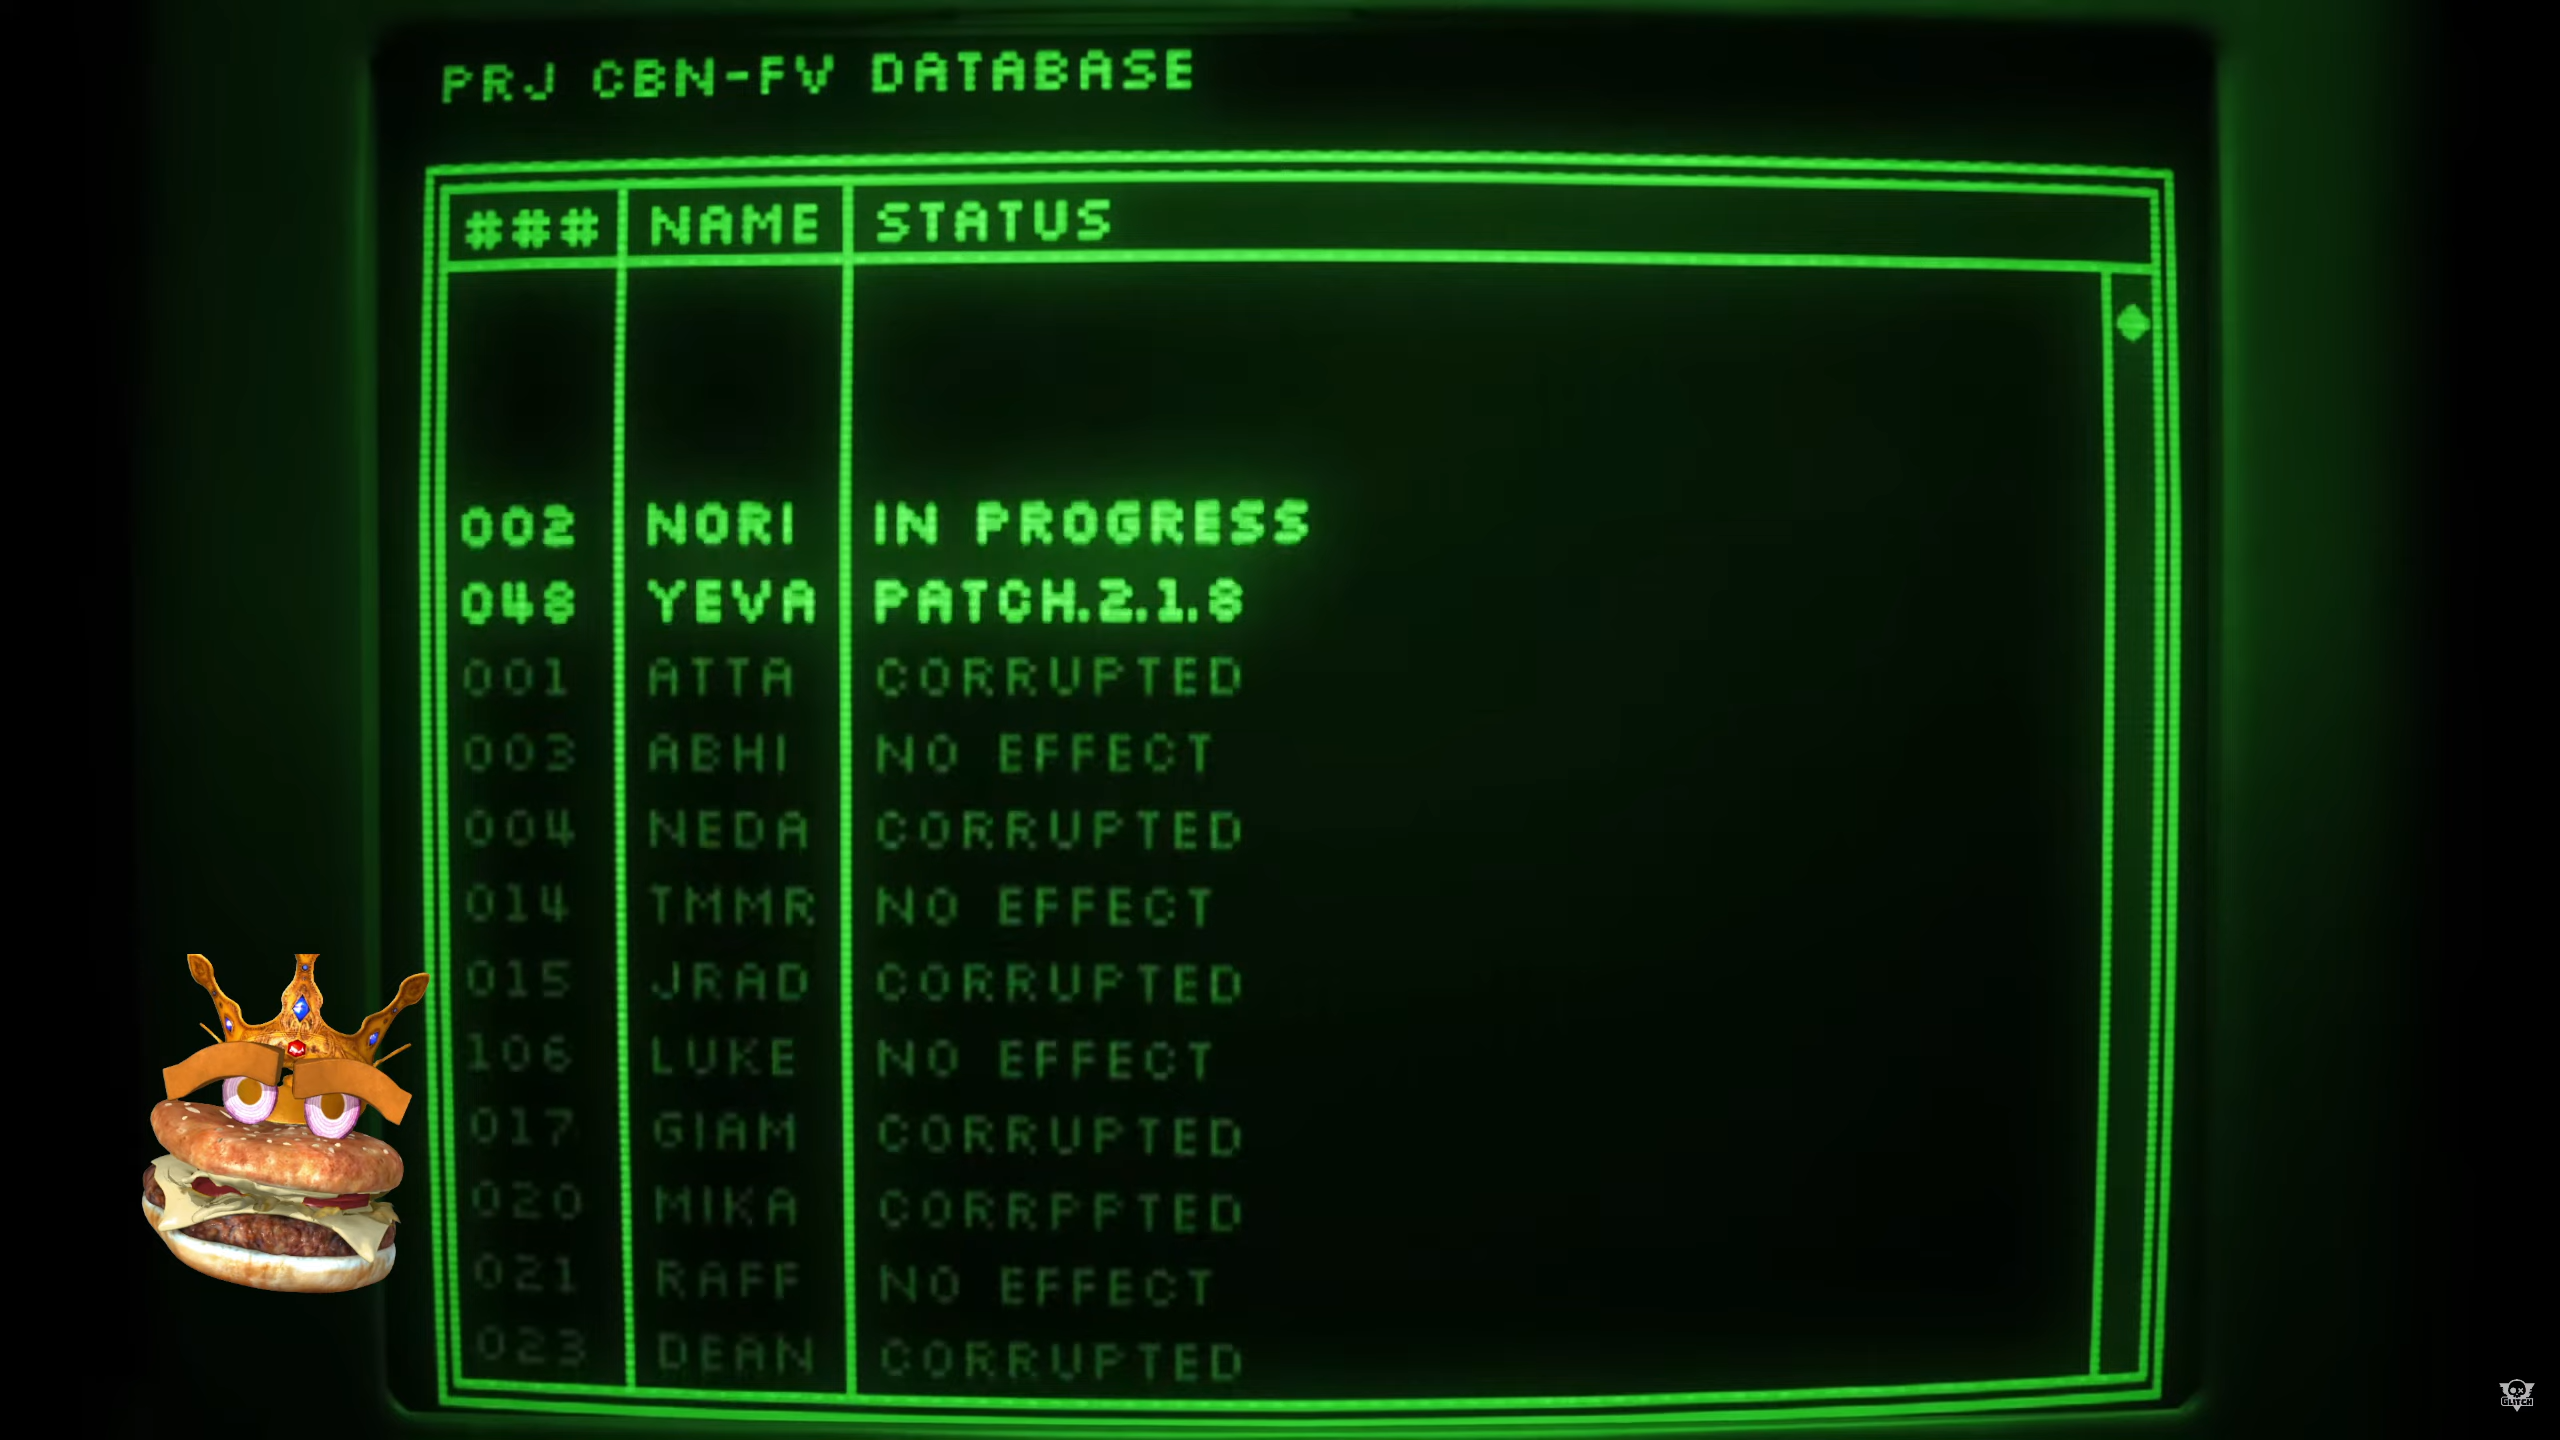 PRJ CBN-FV DATABASE
### NAME STATUS
002 NORI IN PROGRESS
048 YEVA PATCH.2.1.8
001 ATTA CORRUPTED
003 ABHI NO EFFECT
004 NEDA CORRUPTED
014 TMMR NO EFFECT
015 JRAD CORRUPTED
106 LUKE NO EFFECT
017 GIAM CORRUPTED
020 MIKA CORRPPTED
021 RAFF NO EFFECT
023 DEAN CORRUPTED
GLITCH